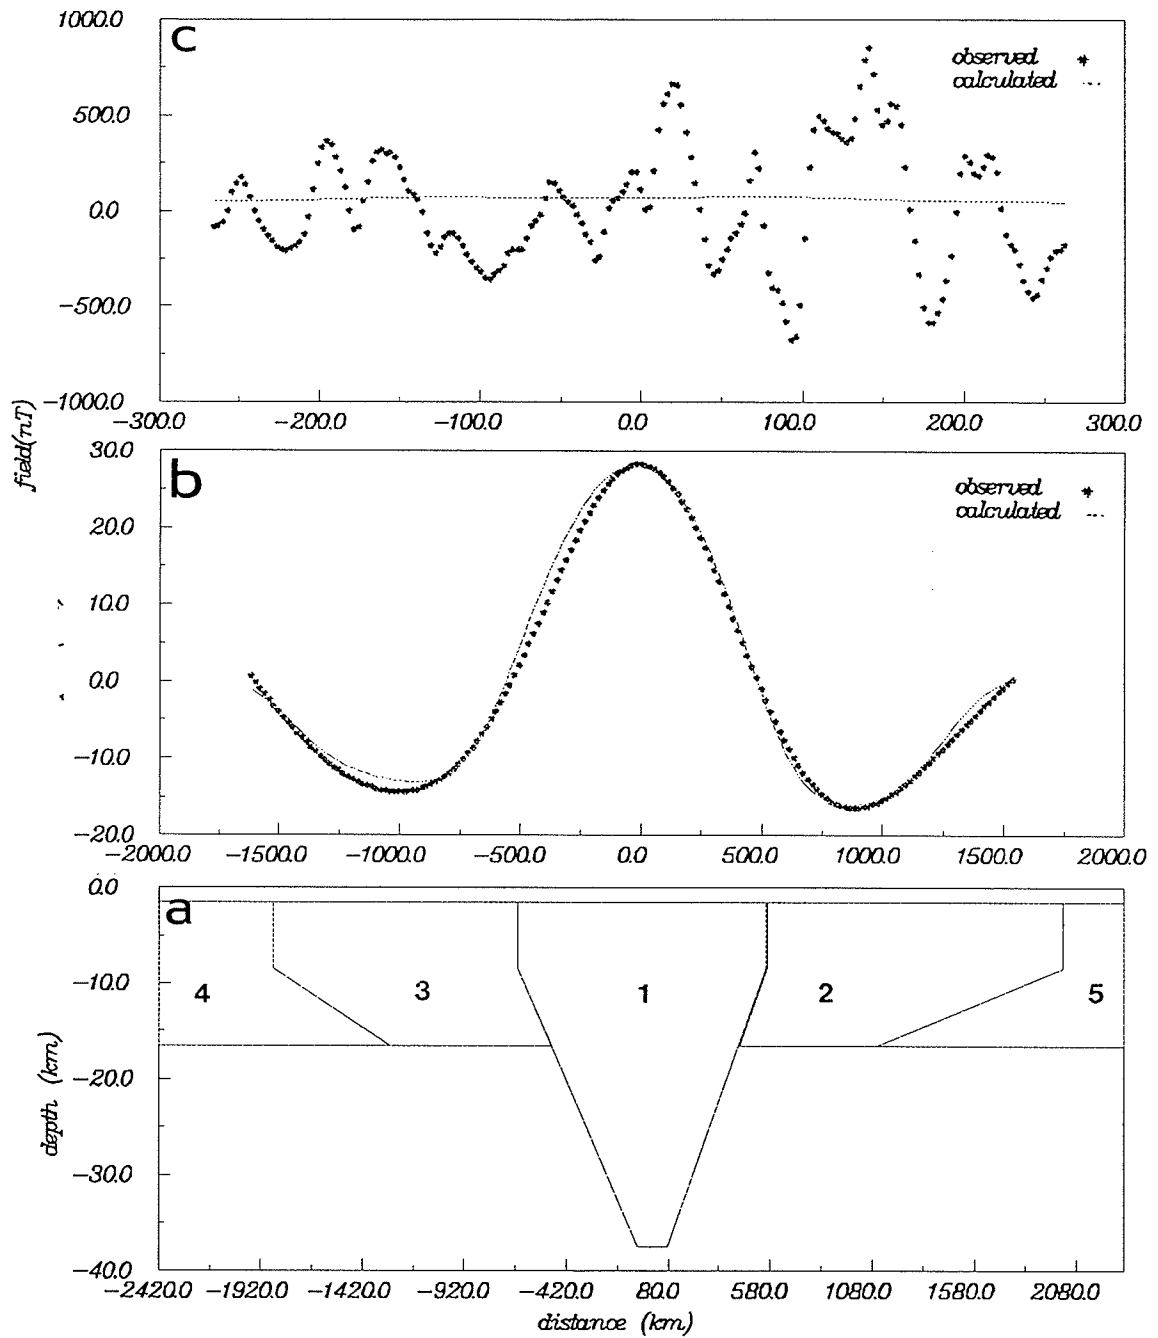 1000.0
c
observed
calculated
500.0
0.0
−500.0
−1000.0
−300.0 −200.0 −100.0 0.0 100.0 200.0 300.0
field(nT)
30.0
b
observed
calculated
20.0
10.0
0.0
−10.0
−20.0
−2000.0 −1500.0 −1000.0 −500.0 0.0 500.0 1000.0 1500.0 2000.0
0.0
a
−10.0
4 3 1 2 5
−20.0
depth (km)
−30.0
−40.0
−2420.0 −1920.0 −1420.0 −920.0 −420.0 80.0 580.0 1080.0 1580.0 2080.0
distance (km)